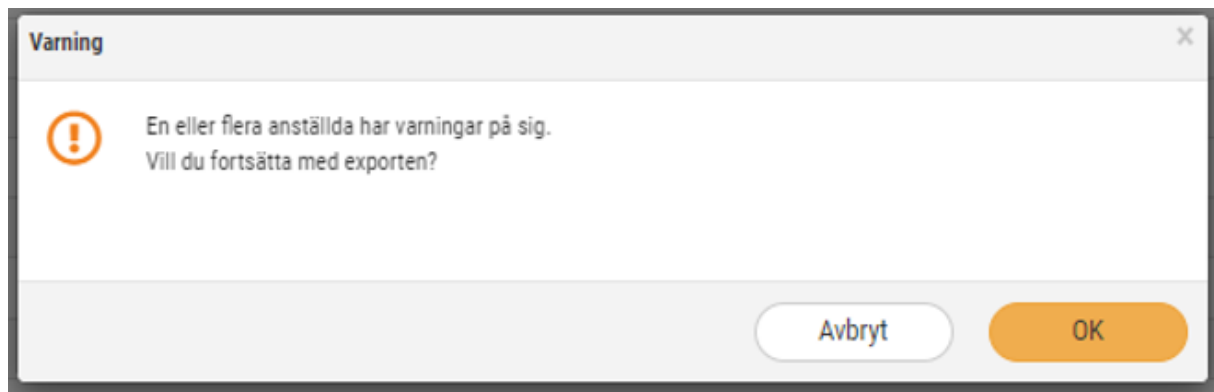 Varning
En eller flera anställda har varningar på sig.
Vill du fortsätta med exporten?
Avbryt
OK